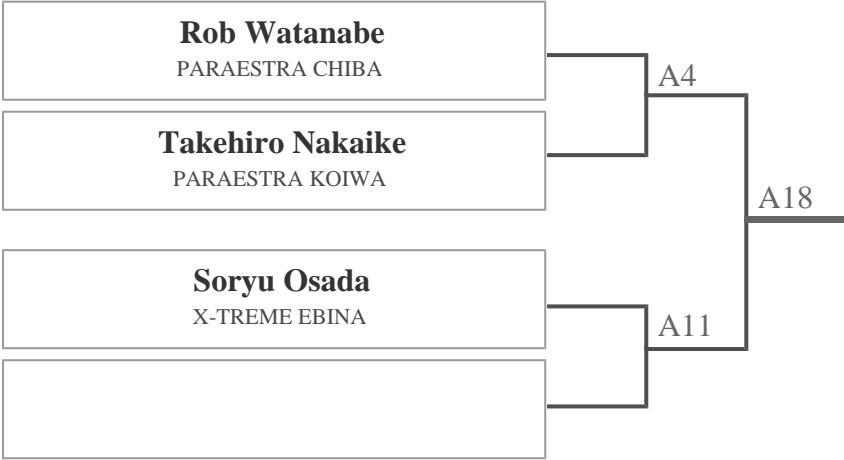 Rob Watanabe
PARAESTRA CHIBA
A4
Takehiro Nakaike
PARAESTRA KOIWA
A18
Soryu Osada
X-TREME EBINA
A11